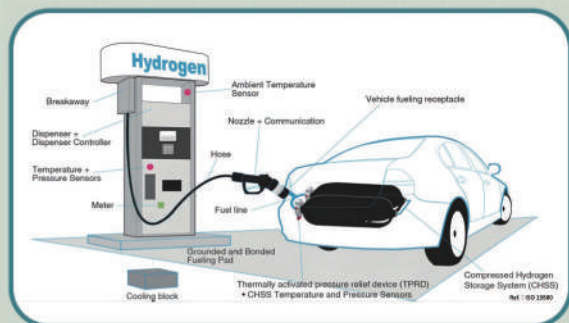 Hydrogen
Ambient Temperature
Sensor
Breakaway
Vehicle fueling receptacle
Nozzle + Communication
Dispenser +
Dispenser Controller
Hose
Temperature +
Pressure Sensors
Meter
Fuel line
Grounded and Bonded
Fueling Pad
Cooling block
Thermally activated pressure relief device (TPRD)
• CHSS Temperature and Pressure Sensors
Compressed Hydrogen
Storage System (CHSS)
Ref. : ISO 19880